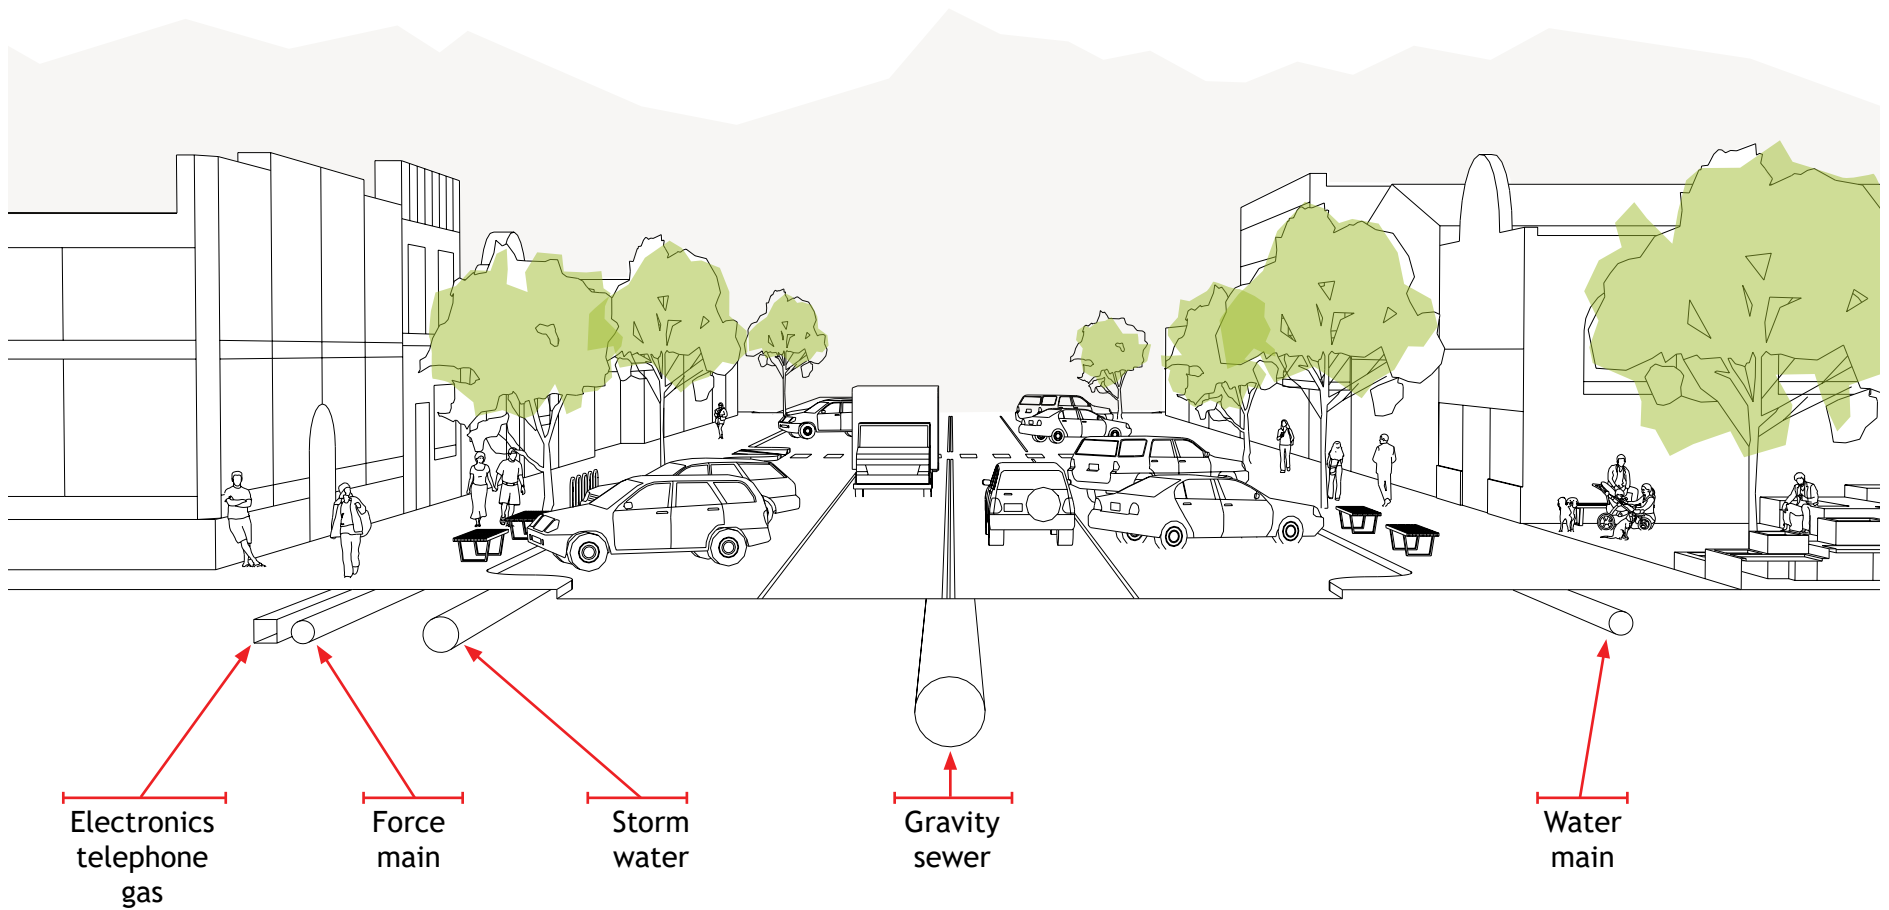 Electronics
telephone
gas
Force
main
Storm
water
Gravity
sewer
Water
main